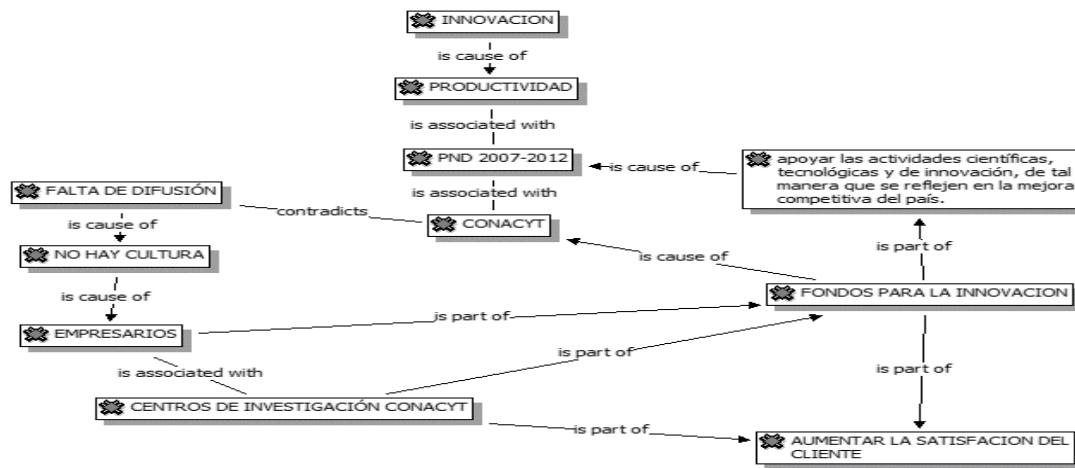 INNOVACION
is cause of
PRODUCTIVIDAD
is associated with
PND 2007-2012
is cause of
apoyar las actividades científicas,
tecnológicas y de innovación, de tal
manera que se reflejen en la mejora
competitiva del país.
is associated with
FALTA DE DIFUSIÓN
contradicts
CONACYT
is cause of
is part of
NO HAY CULTURA
is cause of
is cause of
FONDOS PARA LA INNOVACION
is part of
EMPRESARIOS
is part of
is part of
is associated with
CENTROS DE INVESTIGACIÓN CONACYT
is part of
AUMENTAR LA SATISFACCION DEL
CLIENTE